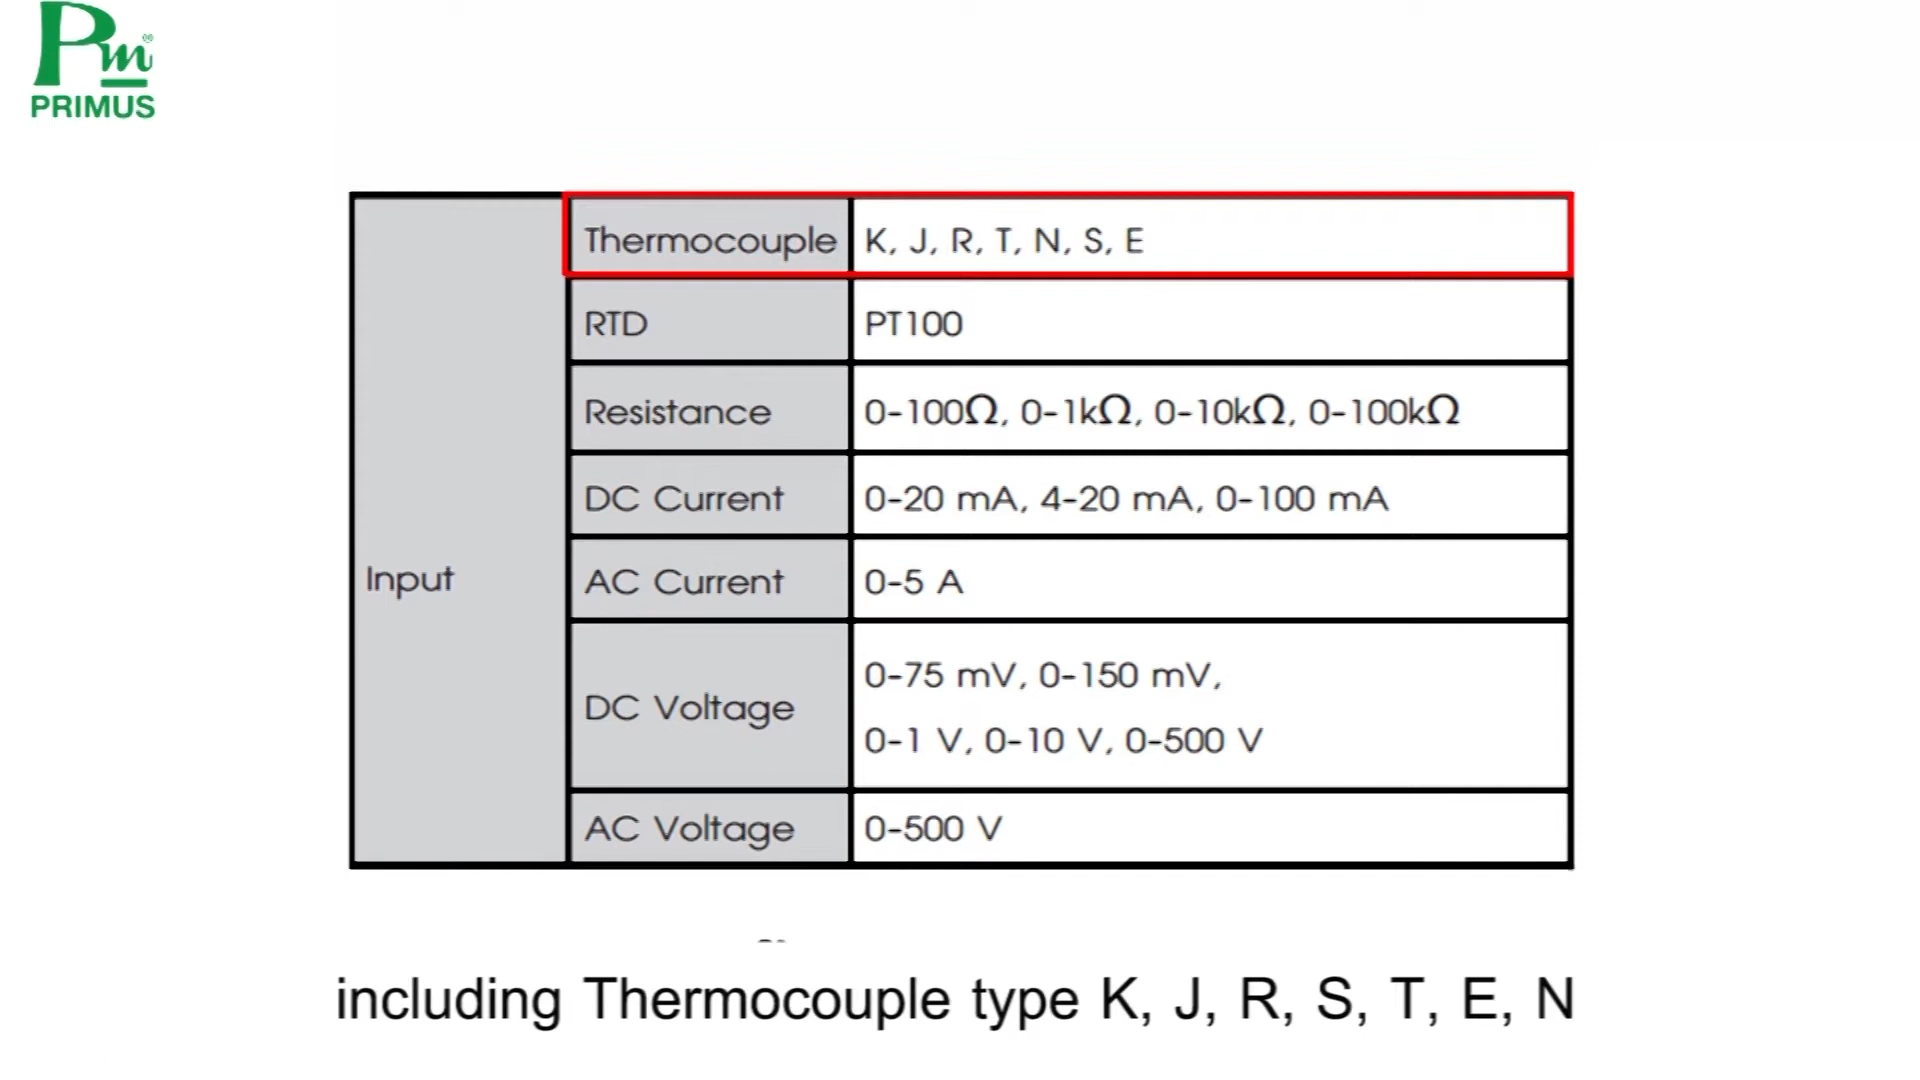 Pm®
PRIMUS
Thermocouple K, J, R, T, N, S, E
RTD PT100
Resistance 0-100Ω, 0-1kΩ, 0-10kΩ, 0-100kΩ
DC Current 0-20 mA, 4-20 mA, 0-100 mA
Input
AC Current 0-5 A
DC Voltage
0-75 mV, 0-150 mV,
0-1 V, 0-10 V, 0-500 V
AC Voltage 0-500 V
including Thermocouple type K, J, R, S, T, E, N